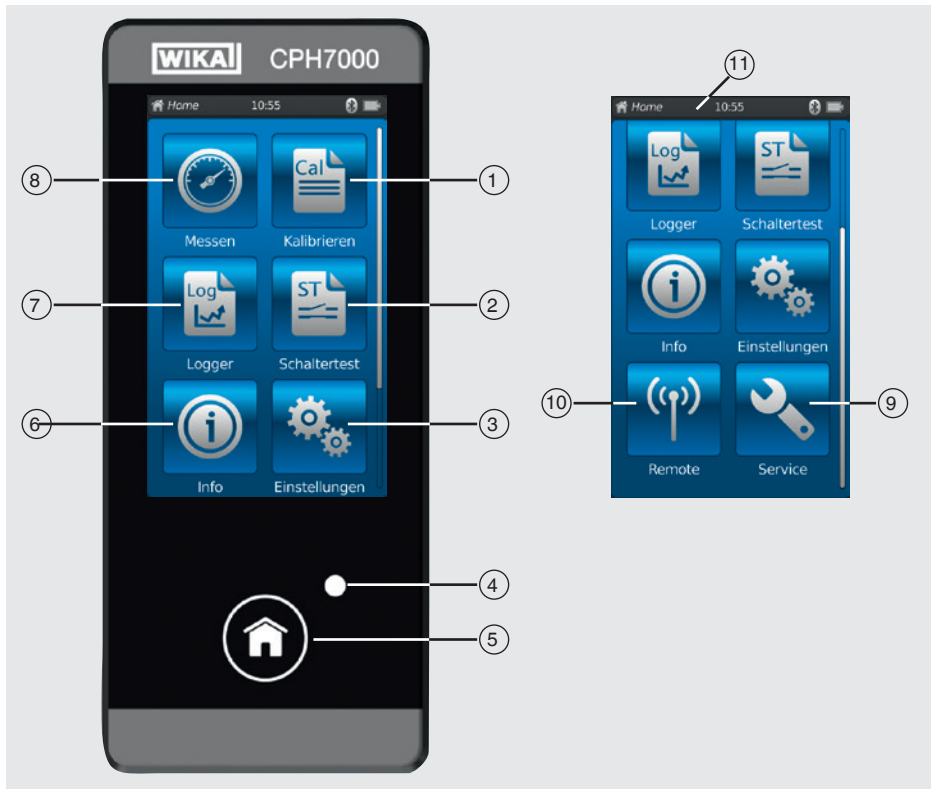 WIKA CPH7000
Home 10:55
8
Messen
Cal
Kalibrieren
1
7
Log
Logger
ST
Schaltertest
2
6
Info
Einstellungen
3
4
5
11
Home 10:55
Log
Logger
ST
Schaltertest
Info
Einstellungen
10
Remote
Service
9